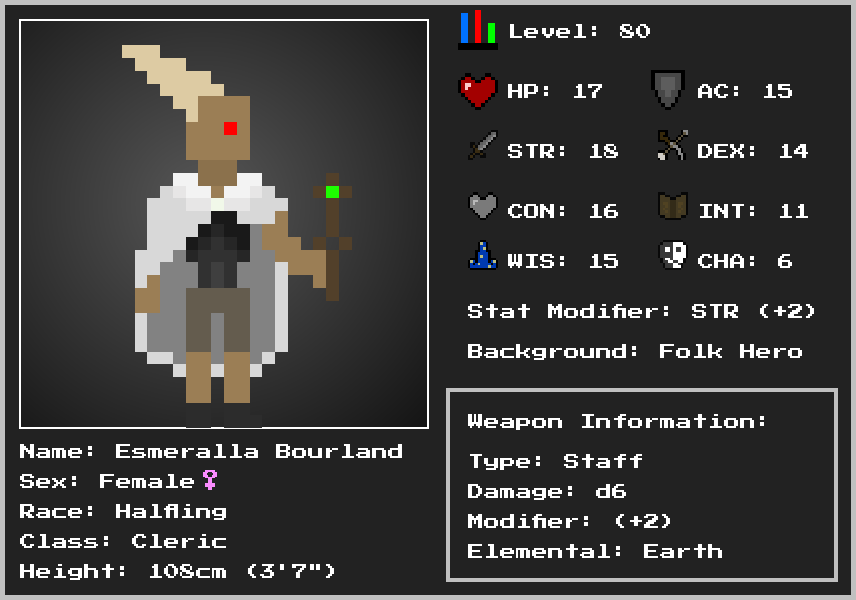 Level: 80
HP: 17 AC: 15
STR: 18 DEX: 14
CON: 16 INT: 11
WIS: 15 CHA: 6
Stat Modifier: STR (+2)
Background: Folk Hero
Weapon Information:
Type: Staff
Damage: d6
Modifier: (+2)
Elemental: Earth
Name: Esmeralla Bourland
Sex: Female♀
Race: Halfling
Class: Cleric
Height: 108cm (3'7")